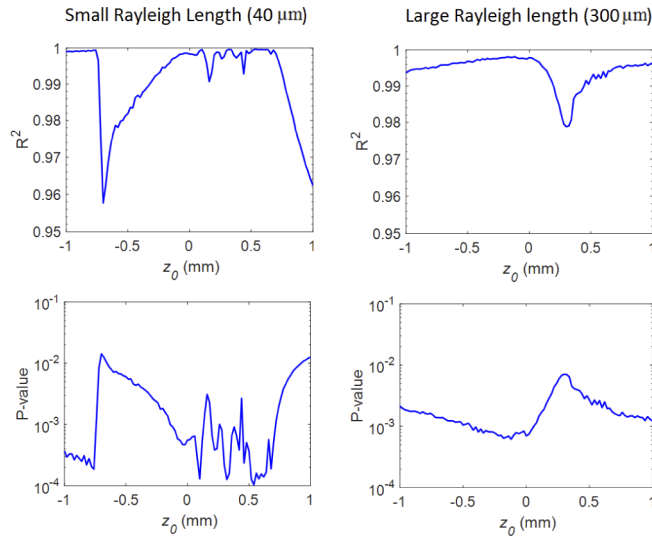 Small Rayleigh Length (40 μm)
Large Rayleigh length (300 μm)
1
0.99
0.98
0.97
0.96
0.95
R²
-1 -0.5 0 0.5 1
z₀ (mm)
1
0.99
0.98
0.97
0.96
0.95
R²
-1 -0.5 0 0.5 1
z₀ (mm)
10⁻¹
10⁻²
10⁻³
10⁻⁴
P-value
-1 -0.5 0 0.5 1
z₀ (mm)
10⁻¹
10⁻²
10⁻³
10⁻⁴
P-value
-1 -0.5 0 0.5 1
z₀ (mm)